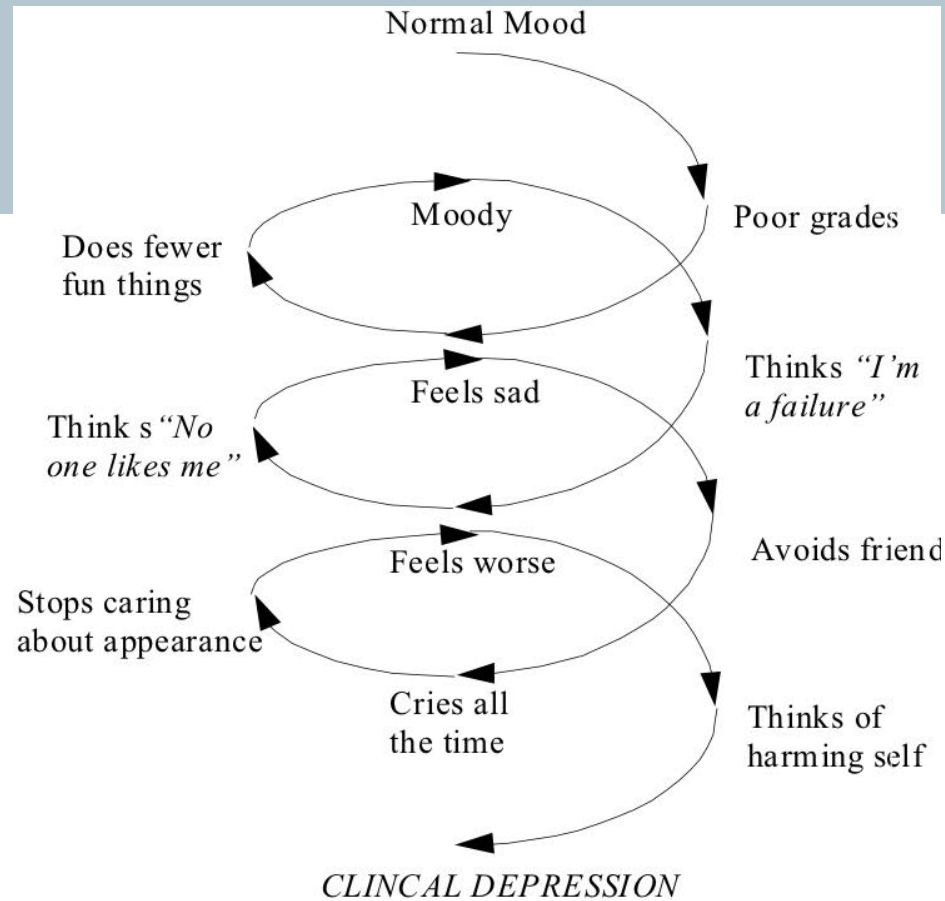 Normal Mood
Moody
Poor grades
Does fewer
fun things
Feels sad
Thinks “I’m
a failure”
Think s “No
one likes me”
Feels worse
Avoids friend
Stops caring
about appearance
Cries all
the time
Thinks of
harming self
CLINCAL DEPRESSION